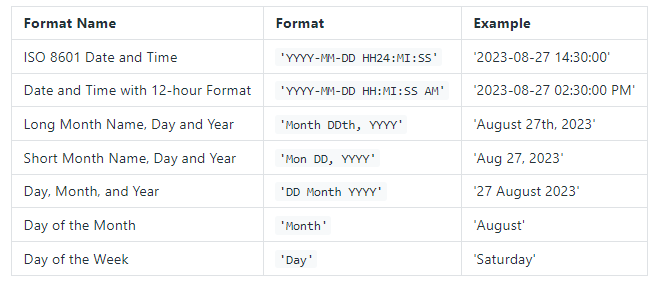 Format Name Format Example
ISO 8601 Date and Time 'YYYY-MM-DD HH24:MI:SS' '2023-08-27 14:30:00'
Date and Time with 12-hour Format 'YYYY-MM-DD HH:MI:SS AM' '2023-08-27 02:30:00 PM'
Long Month Name, Day and Year 'Month DDth, YYYY' 'August 27th, 2023'
Short Month Name, Day and Year 'Mon DD, YYYY' 'Aug 27, 2023'
Day, Month, and Year 'DD Month YYYY' '27 August 2023'
Day of the Month 'Month' 'August'
Day of the Week 'Day' 'Saturday'